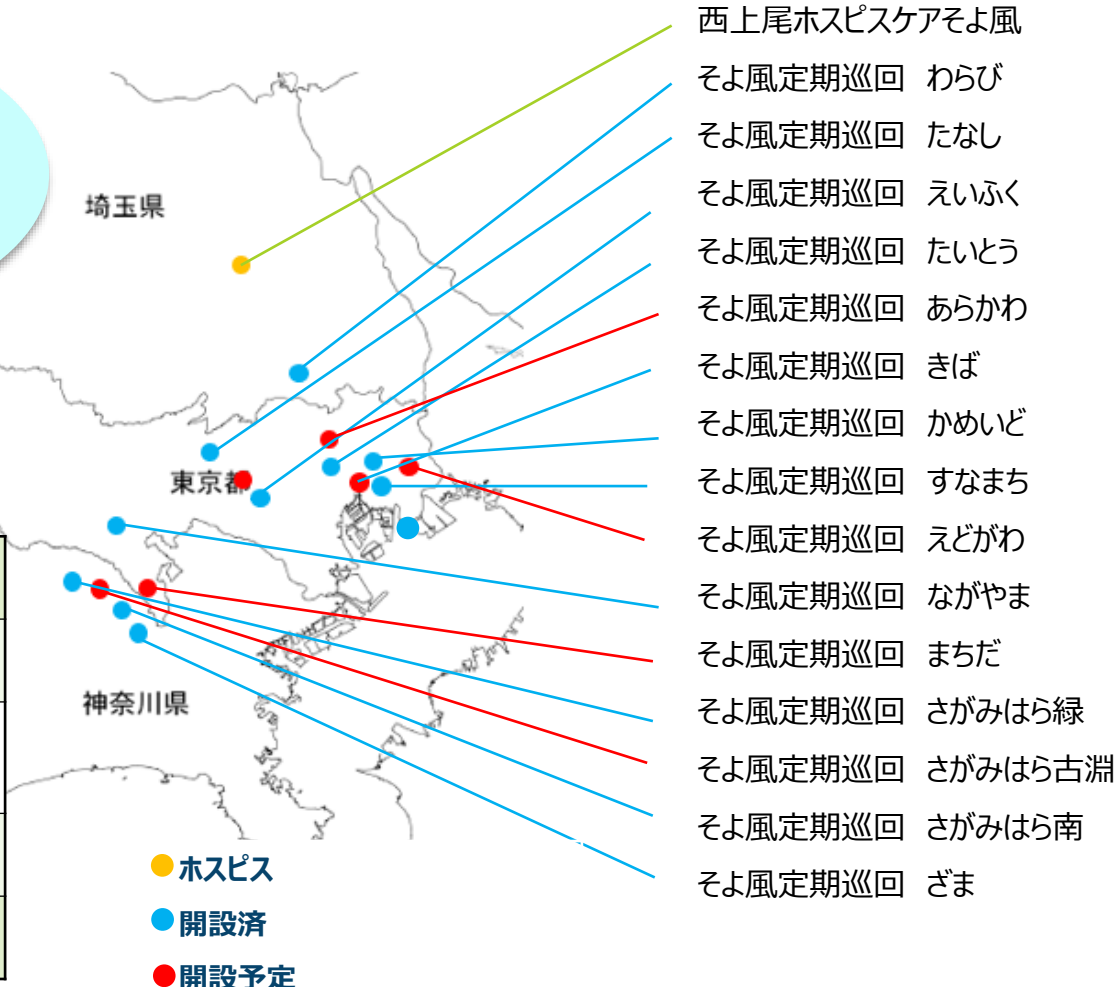 西上尾ホスピスケアそよ風
そよ風定期巡回　わらび
そよ風定期巡回　たなし
そよ風定期巡回　えいふく
そよ風定期巡回　たいとう
そよ風定期巡回　あらかわ
そよ風定期巡回　きば
そよ風定期巡回　かめいど
そよ風定期巡回　すなまち
そよ風定期巡回　えどがわ
そよ風定期巡回　ながやま
そよ風定期巡回　まちだ
そよ風定期巡回　さがみはら緑
そよ風定期巡回　さがみはら古淵
そよ風定期巡回　さがみはら南
そよ風定期巡回　ざま
埼玉県
東京都
神奈川県
ホスピス
開設済
開設予定